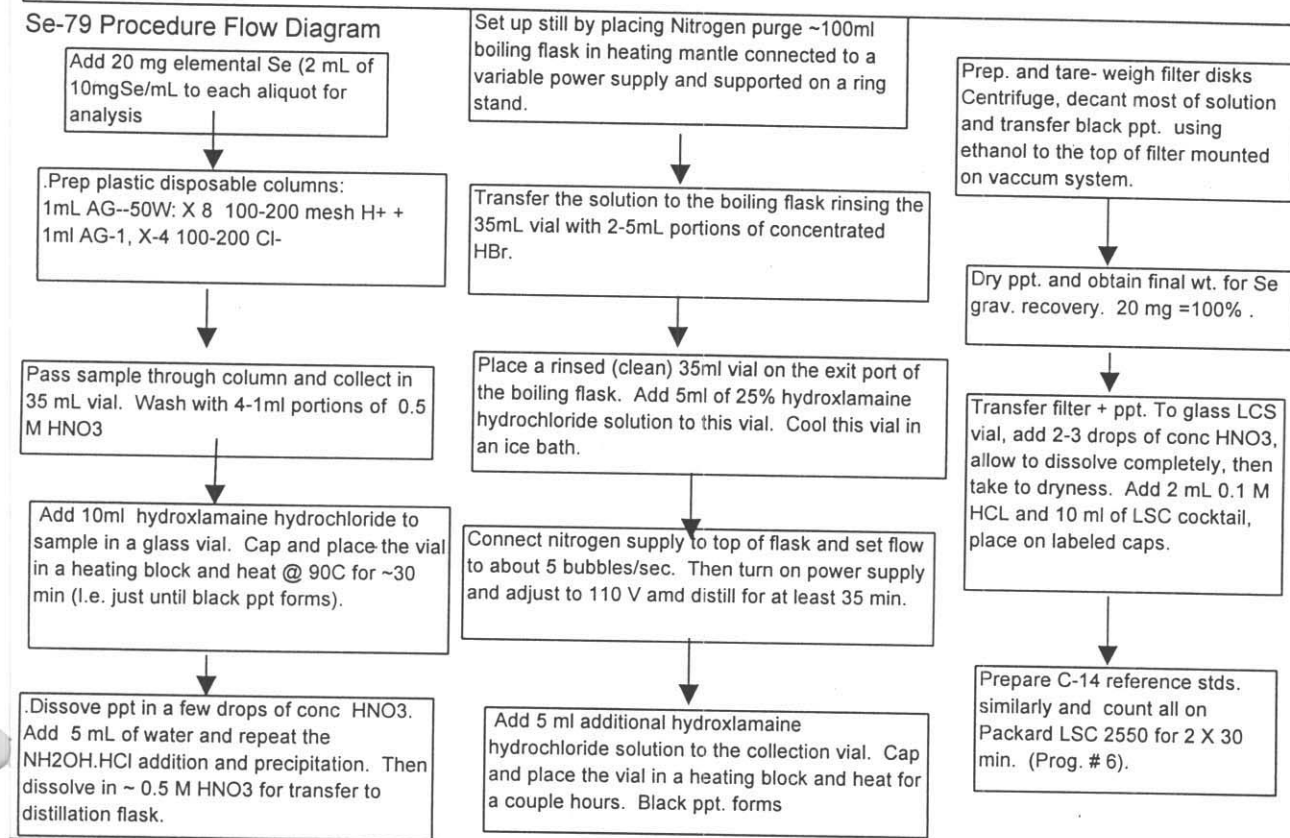 Se-79 Procedure Flow Diagram
Add 20 mg elemental Se (2 mL of
10mgSe/mL to each aliquot for
analysis
.Prep plastic disposable columns:
1mL AG--50W: X 8 100-200 mesh H+ +
1ml AG-1, X-4 100-200 Cl-
Pass sample through column and collect in
35 mL vial. Wash with 4-1ml portions of 0.5
M HNO3
Add 10ml hydroxlamaine hydrochloride to
sample in a glass vial. Cap and place the vial
in a heating block and heat @ 90C for ~30
min (I.e. just until black ppt forms).
.Dissove ppt in a few drops of conc HNO3.
Add 5 mL of water and repeat the
NH2OH.HCl addition and precipitation. Then
dissolve in ~ 0.5 M HNO3 for transfer to
distillation flask.
Set up still by placing Nitrogen purge ~100ml
boiling flask in heating mantle connected to a
variable power supply and supported on a ring
stand.
Transfer the solution to the boiling flask rinsing the
35mL vial with 2-5mL portions of concentrated
HBr.
Place a rinsed (clean) 35ml vial on the exit port of
the boiling flask. Add 5ml of 25% hydroxlamaine
hydrochloride solution to this vial. Cool this vial in
an ice bath.
Connect nitrogen supply to top of flask and set flow
to about 5 bubbles/sec. Then turn on power supply
and adjust to 110 V amd distill for at least 35 min.
Add 5 ml additional hydroxlamaine
hydrochloride solution to the collection vial. Cap
and place the vial in a heating block and heat for
a couple hours. Black ppt. forms
Prep. and tare- weigh filter disks
Centrifuge, decant most of solution
and transfer black ppt. using
ethanol to the top of filter mounted
on vaccum system.
Dry ppt. and obtain final wt. for Se
grav. recovery. 20 mg =100% .
Transfer filter + ppt. To glass LCS
vial, add 2-3 drops of conc HNO3,
allow to dissolve completely, then
take to dryness. Add 2 mL 0.1 M
HCL and 10 ml of LSC cocktail,
place on labeled caps.
Prepare C-14 reference stds.
similarly and count all on
Packard LSC 2550 for 2 X 30
min. (Prog. # 6).